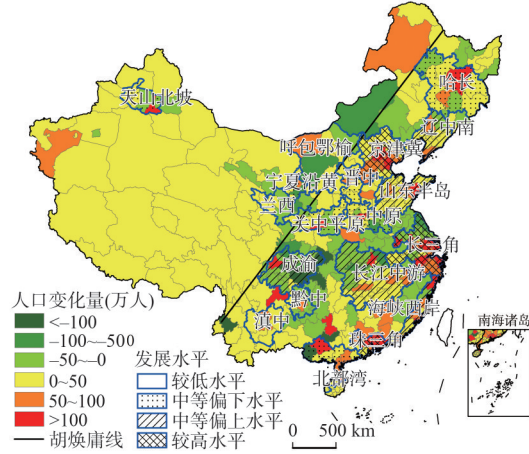 哈长
天山北坡
辽中南
呼包鄂榆
京津冀
宁夏沿黄
晋中
山东半岛
兰西
关中平原
中原
长三角
成渝
长江中游
黔中
海峡西岸
滇中
珠三角
北部湾
南海诸岛
人口变化量(万人)
<–100
–100~–500
–50~–0
0~50
50~100
>100
胡焕庸线
发展水平
较低水平
中等偏下水平
中等偏上水平
较高水平
0 500 km